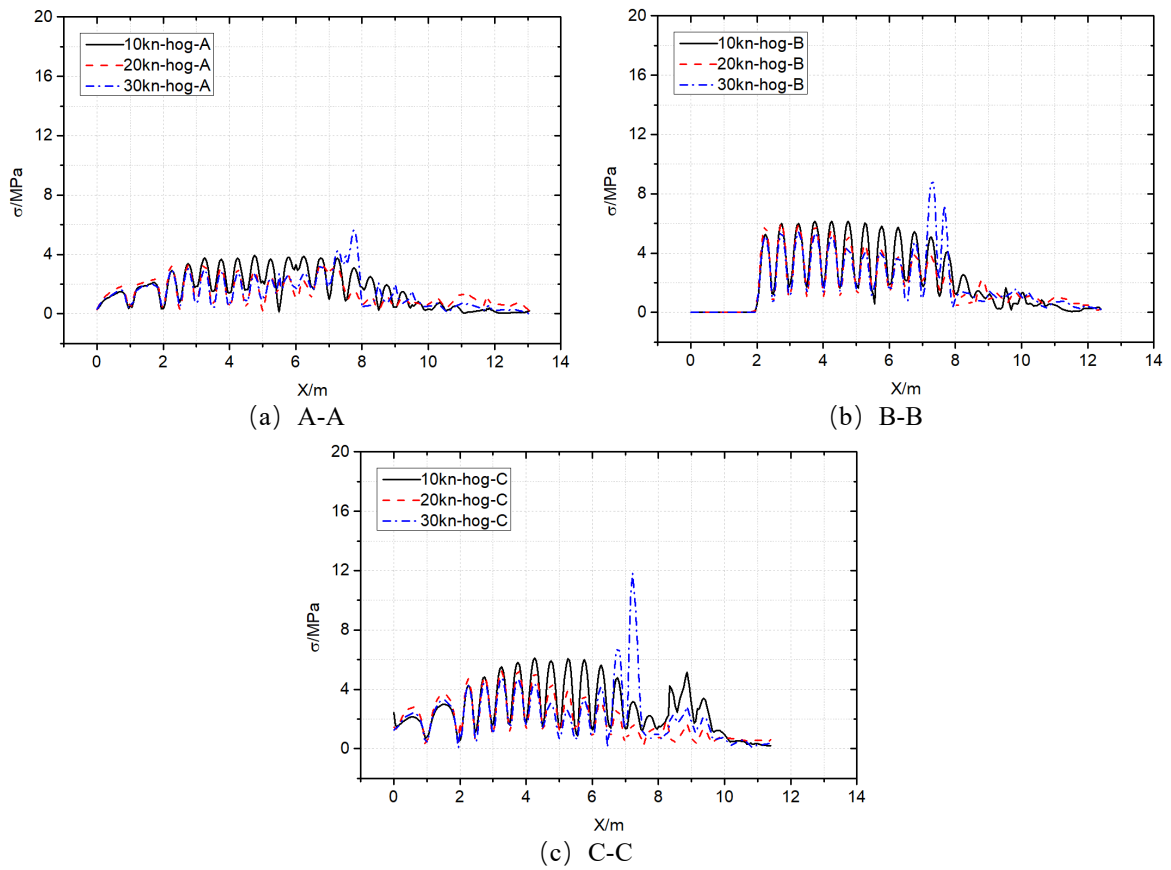 20
16
12
8
4
0
σ/MPa
10kn-hog-A
20kn-hog-A
30kn-hog-A
0 2 4 6 8 10 12 14
X/m
(a) A-A
20
16
12
8
4
0
σ/MPa
10kn-hog-B
20kn-hog-B
30kn-hog-B
0 2 4 6 8 10 12 14
X/m
(b) B-B
20
16
12
8
4
0
σ/MPa
10kn-hog-C
20kn-hog-C
30kn-hog-C
0 2 4 6 8 10 12 14
X/m
(c) C-C